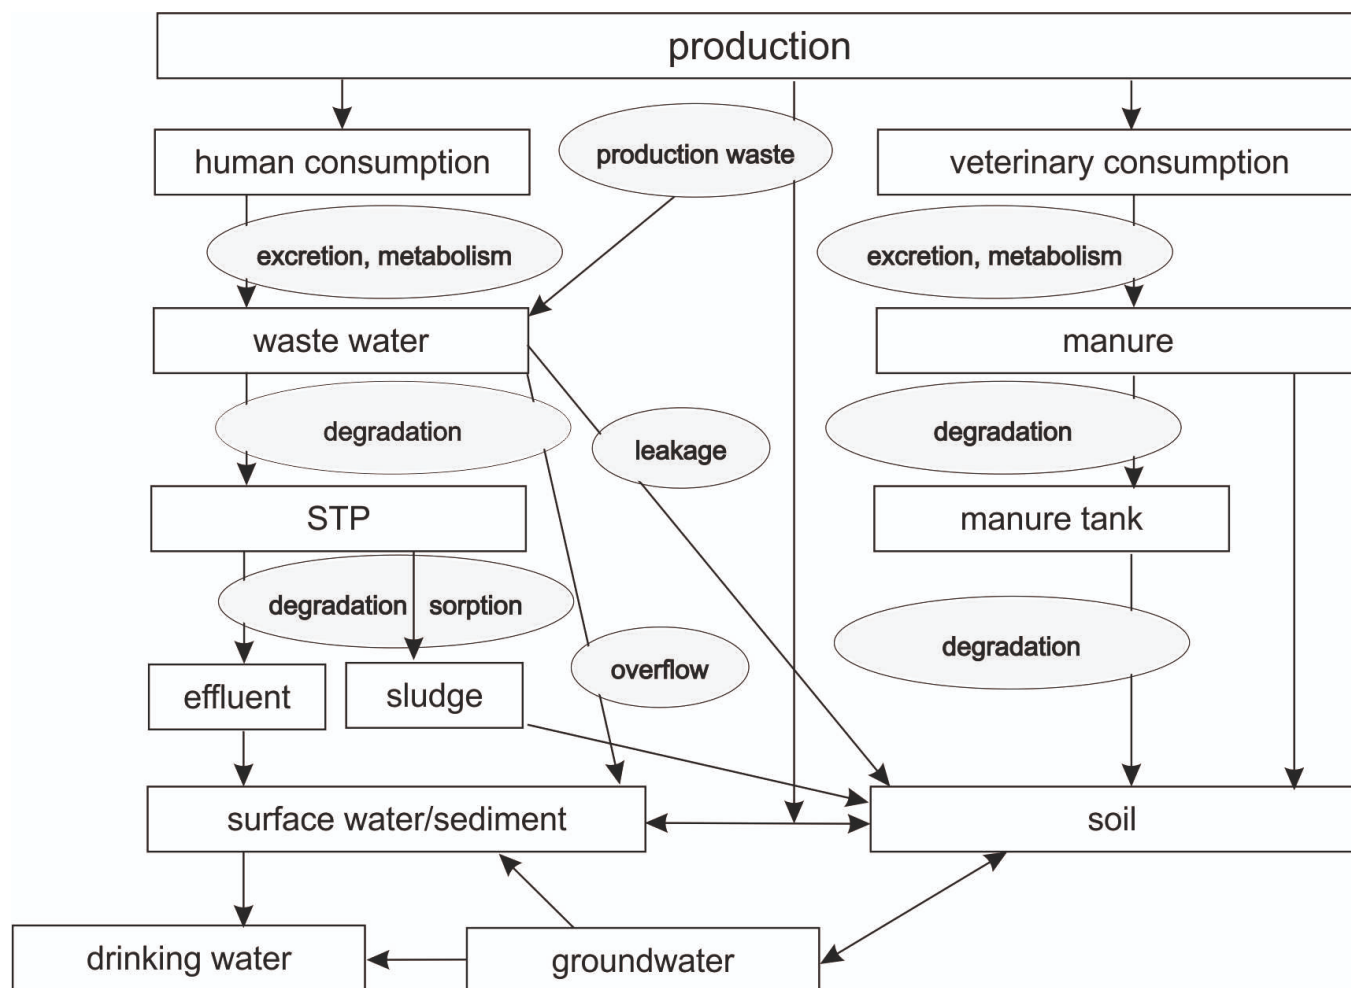 production
human consumption
production waste
veterinary consumption
excretion, metabolism
excretion, metabolism
waste water
manure
degradation
leakage
degradation
STP
manure tank
degradation
sorption
degradation
overflow
effluent
sludge
surface water/sediment
soil
drinking water
groundwater